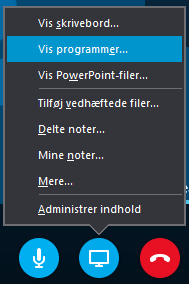 Vis skrivebord...
Vis programmer...
Vis PowerPoint-filer...
Tilføj vedhæftede filer...
Delte noter...
Mine noter...
Mere...
Administrer indhold